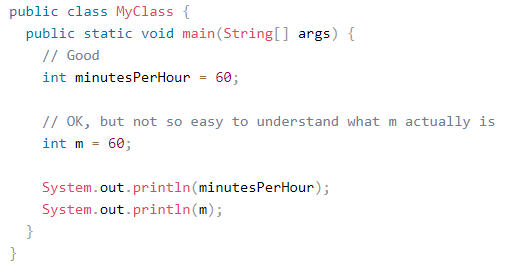 public class MyClass {
  public static void main(String[] args) {
    // Good
    int minutesPerHour = 60;

    // OK, but not so easy to understand what m actually is
    int m = 60;

    System.out.println(minutesPerHour);
    System.out.println(m);
  }
}